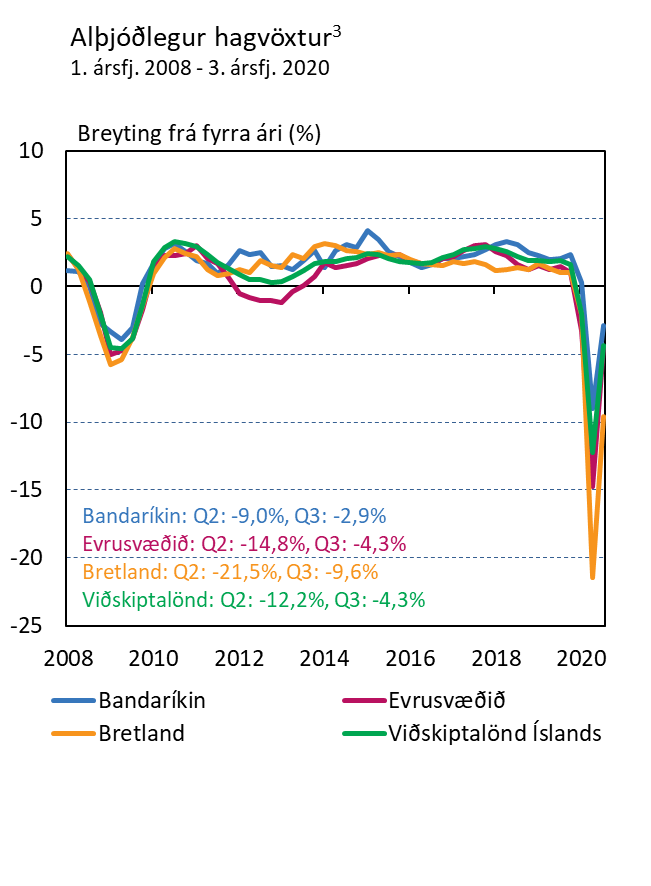 Alþjóðlegur hagvöxtur³
1. ársfj. 2008 - 3. ársfj. 2020
Breyting frá fyrra ári (%)
10
5
0
-5
-10
-15
-20
-25
Bandaríkin: Q2: -9,0%, Q3: -2,9%
Evrusvæðið: Q2: -14,8%, Q3: -4,3%
Bretland: Q2: -21,5%, Q3: -9,6%
Viðskiptalönd: Q2: -12,2%, Q3: -4,3%
2008 2010 2012 2014 2016 2018 2020
Bandaríkin Evrusvæðið
Bretland Viðskiptalönd Íslands